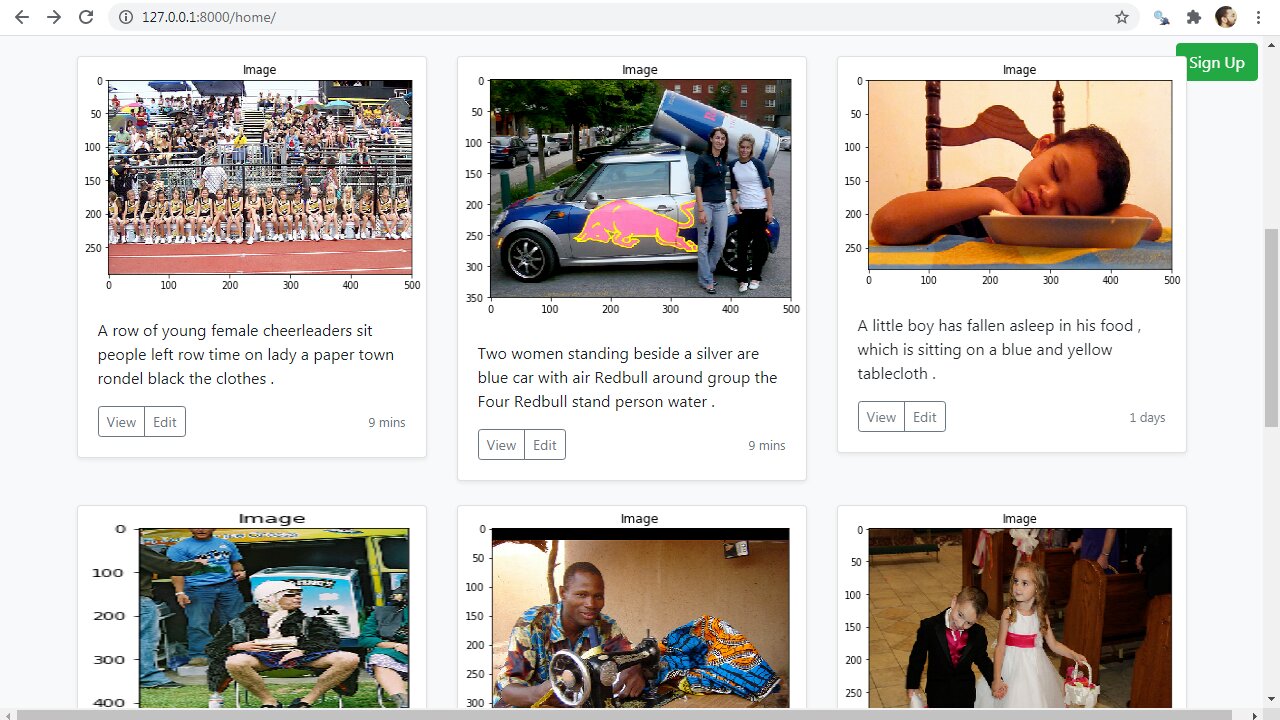 127.0.0.1:8000/home/
Sign Up
Image
0
50
100
150
200
250
0 100 200 300 400 500
A row of young female cheerleaders sit
people left row time on lady a paper town
rondel black the clothes .
View Edit 9 mins
Image
0
50
100
150
200
250
300
350
0 100 200 300 400 500
Two women standing beside a silver are
blue car with air Redbull around group the
Four Redbull stand person water .
View Edit 9 mins
Image
0
50
100
150
200
250
0 100 200 300 400 500
A little boy has fallen asleep in his food ,
which is sitting on a blue and yellow
tablecloth .
View Edit 1 days
Image
0
100
200
300
400
Image
0
50
100
150
200
250
300
Image
0
50
100
150
200
250